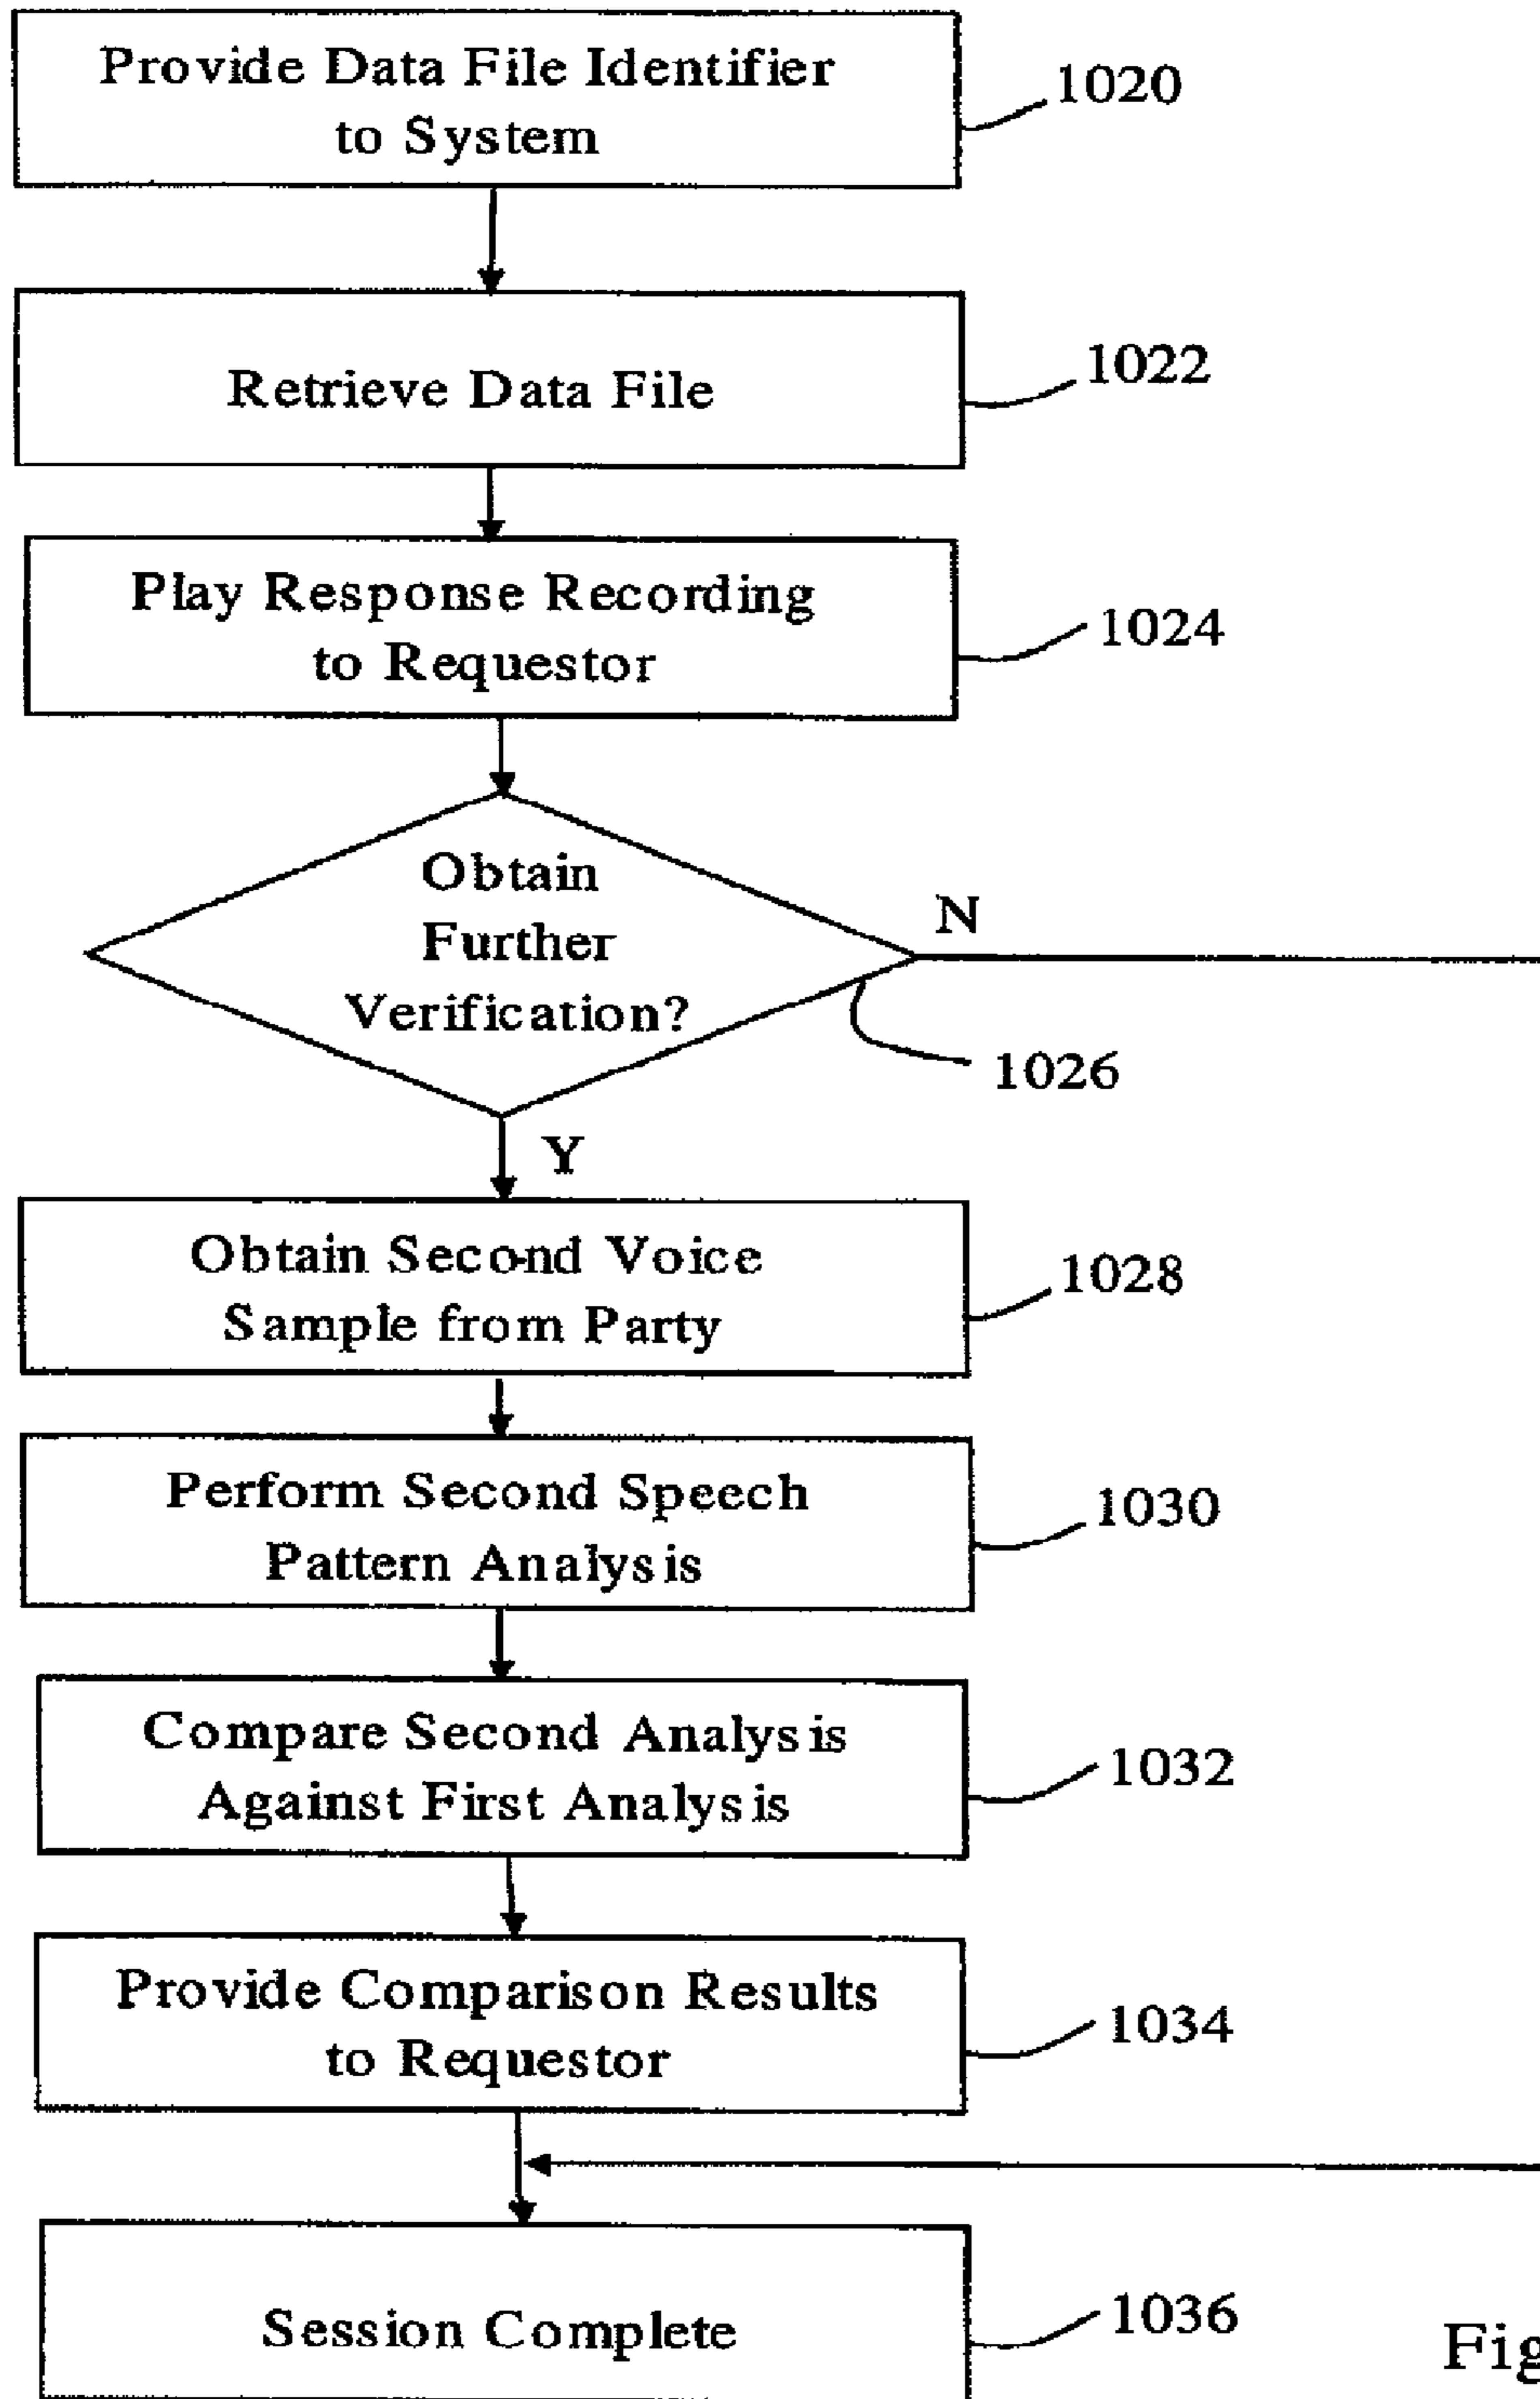 Provide Data File Identifier
to System
1020
Retrieve Data File
1022
Play Response Recording
to Requestor
1024
Obtain
Further
Verification?
N
1026
Y
Obtain Second Voice
Sample from Party
1028
Perform Second Speech
Pattern Analysis
1030
Compare Second Analysis
Against First Analysis
1032
Provide Comparison Results
to Requestor
1034
Session Complete
1036
Fig